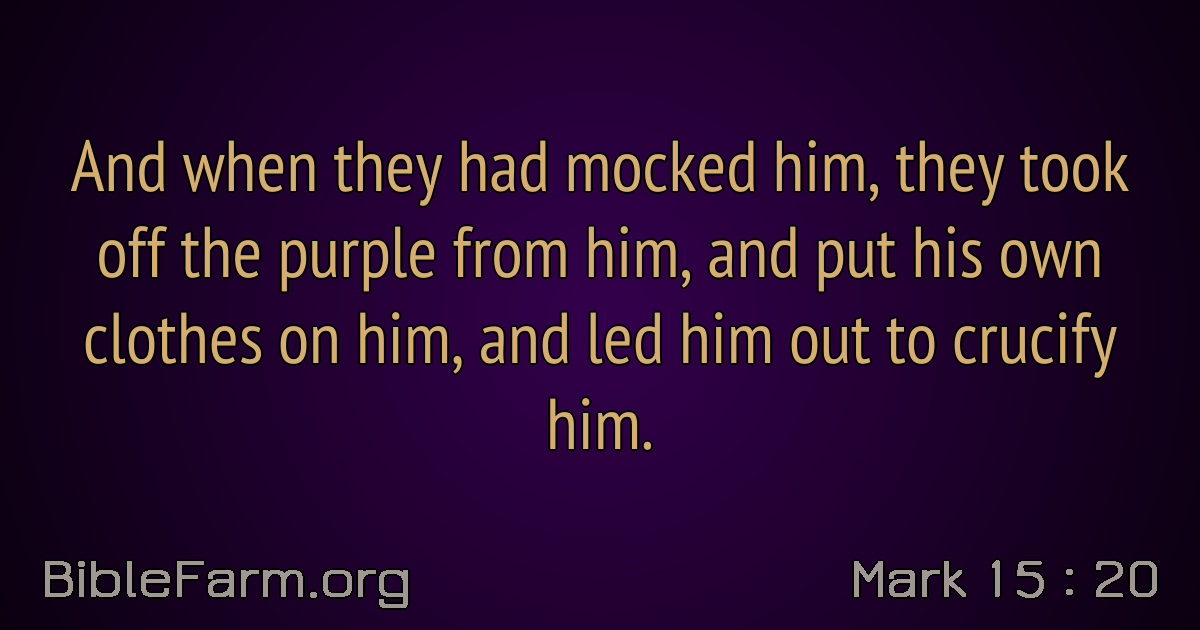 And when they had mocked him, they took
off the purple from him, and put his own
clothes on him, and led him out to crucify
him.
BibleFarm.org
Mark 15 : 20